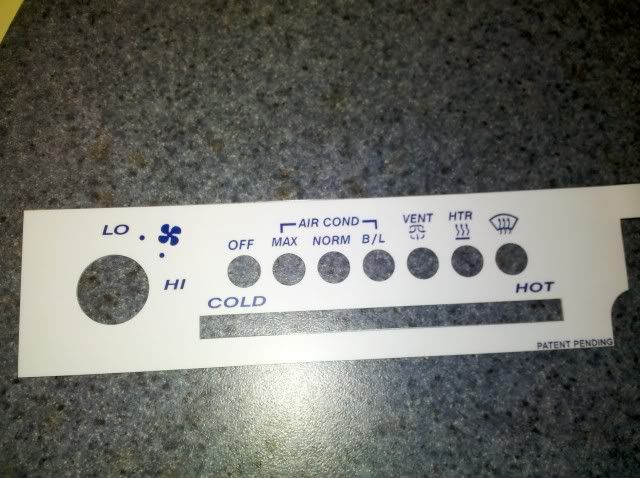 LO
HI
OFF
AIR COND
MAX NORM B/L
VENT
HTR
COLD
HOT
PATENT PENDING